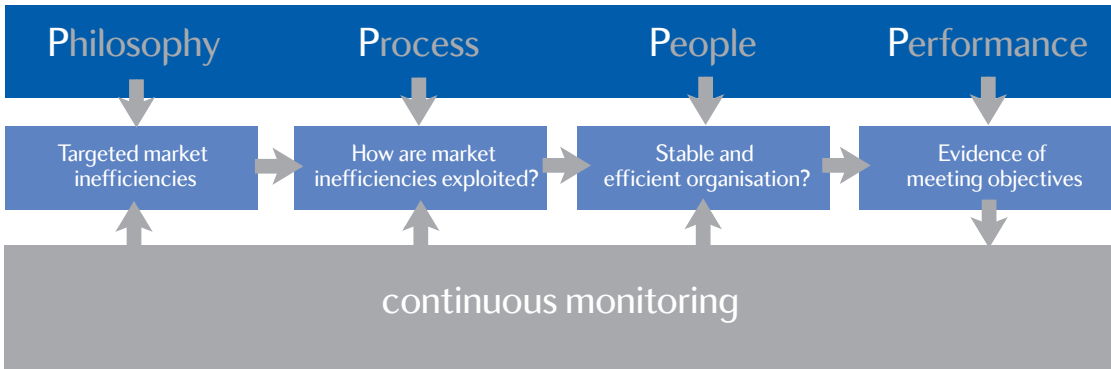 Philosophy Process People Performance
Targeted market
inefficiencies
How are market
inefficiencies exploited?
Stable and
efficient organisation?
Evidence of
meeting objectives
continuous monitoring